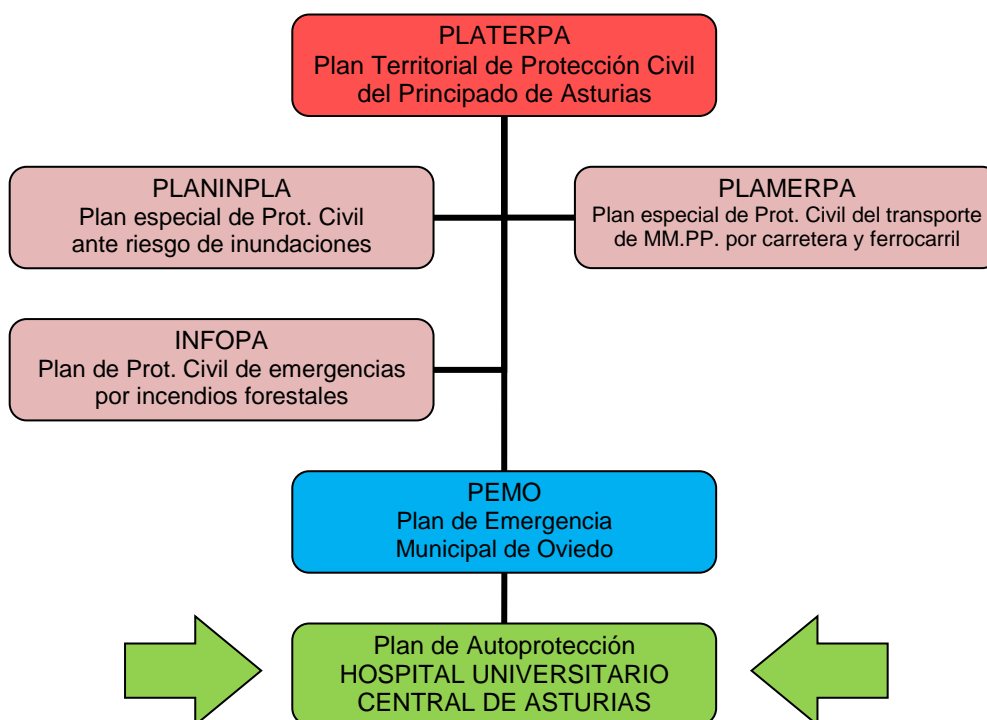 PLATERPA
Plan Territorial de Protección Civil
del Principado de Asturias
PLANINPLA
Plan especial de Prot. Civil
ante riesgo de inundaciones
PLAMERPA
Plan especial de Prot. Civil del transporte
de MM.PP. por carretera y ferrocarril
INFOPA
Plan de Prot. Civil de emergencias
por incendios forestales
PEMO
Plan de Emergencia
Municipal de Oviedo
Plan de Autoprotección
HOSPITAL UNIVERSITARIO
CENTRAL DE ASTURIAS